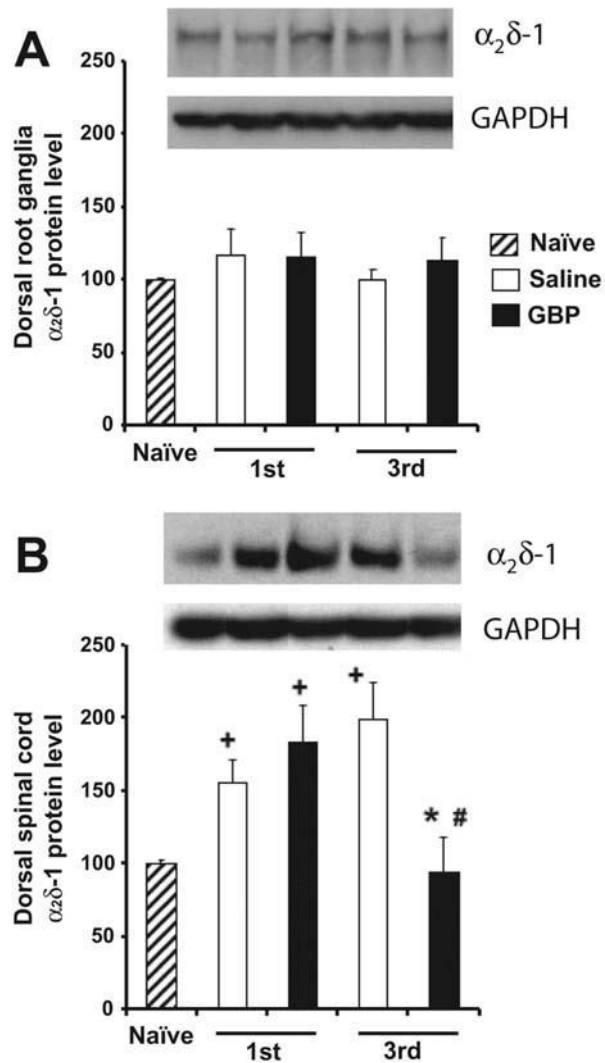 A
α₂δ-1
GAPDH
250
200
150
100
50
0
Dorsal root ganglia
α₂δ-1 protein level
Naïve
Saline
GBP
Naïve
1st
3rd
B
α₂δ-1
GAPDH
250
200
150
100
50
0
Dorsal spinal cord
α₂δ-1 protein level
+
+
+
* #
Naïve
1st
3rd